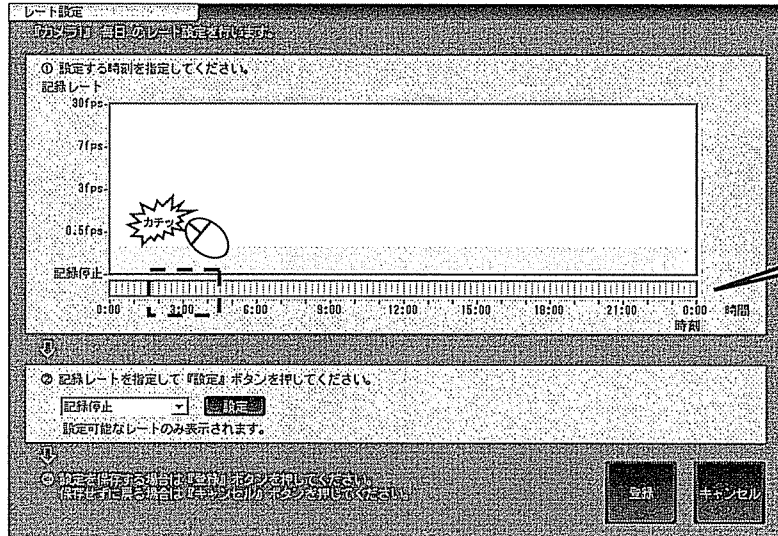 レート設定
『カメラ1』 毎日 のレート設定を行います。
① 設定する時刻を指定してください。
記録レート
30fps
7fps
3fps
カチッ
0.5fps
記録停止
0:00 3:00 6:00 9:00 12:00 15:00 18:00 21:00 0:00 時間
時刻
② 記録レートを指定して『設定』ボタンを押してください。
記録停止 設定
設定可能なレートのみ表示されます。
③ 設定を保存する場合は『登録』ボタンを押してください。
保存せずに戻る場合は『キャンセル』ボタンを押してください。
登録 キャンセル